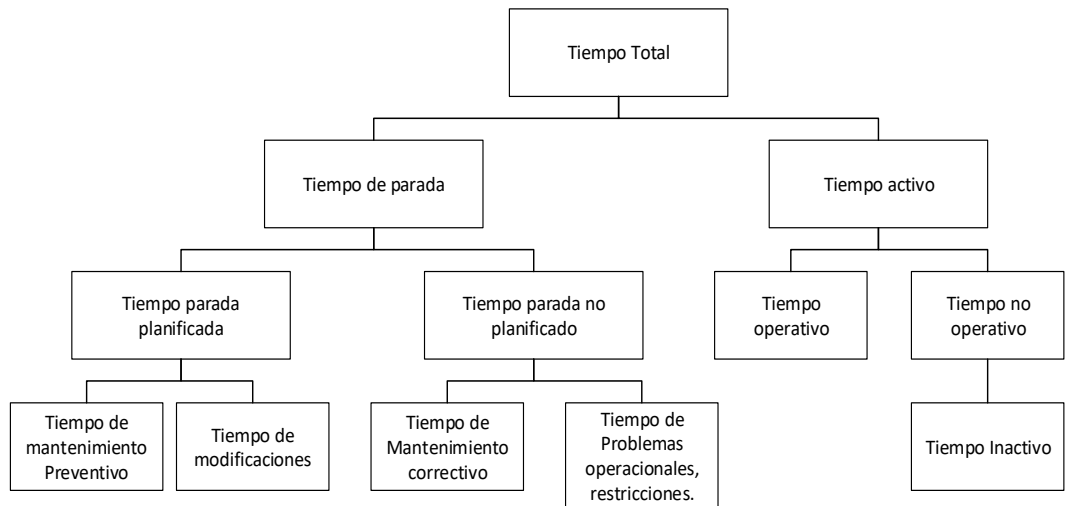 Tiempo Total
Tiempo de parada
Tiempo activo
Tiempo parada
planificada
Tiempo parada no
planificado
Tiempo
operativo
Tiempo no
operativo
Tiempo de
mantenimiento
Preventivo
Tiempo de
modificaciones
Tiempo de
Mantenimiento
correctivo
Tiempo de
Problemas
operacionales,
restricciones.
Tiempo Inactivo